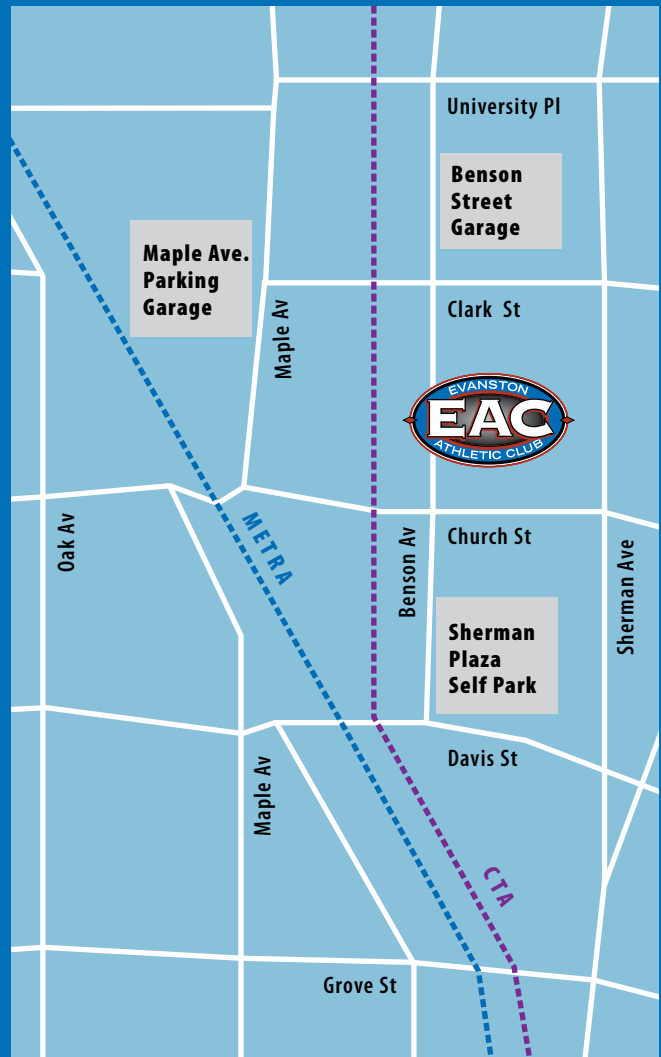 University Pl
Benson
Street
Garage
Maple Ave.
Parking
Garage
Maple Av
Clark St
EVANSTON
EAC
ATHLETIC CLUB
Oak Av
METRA
Benson Av
Church St
Sherman Ave
Sherman
Plaza
Self Park
Maple Av
Davis St
CTA
Grove St